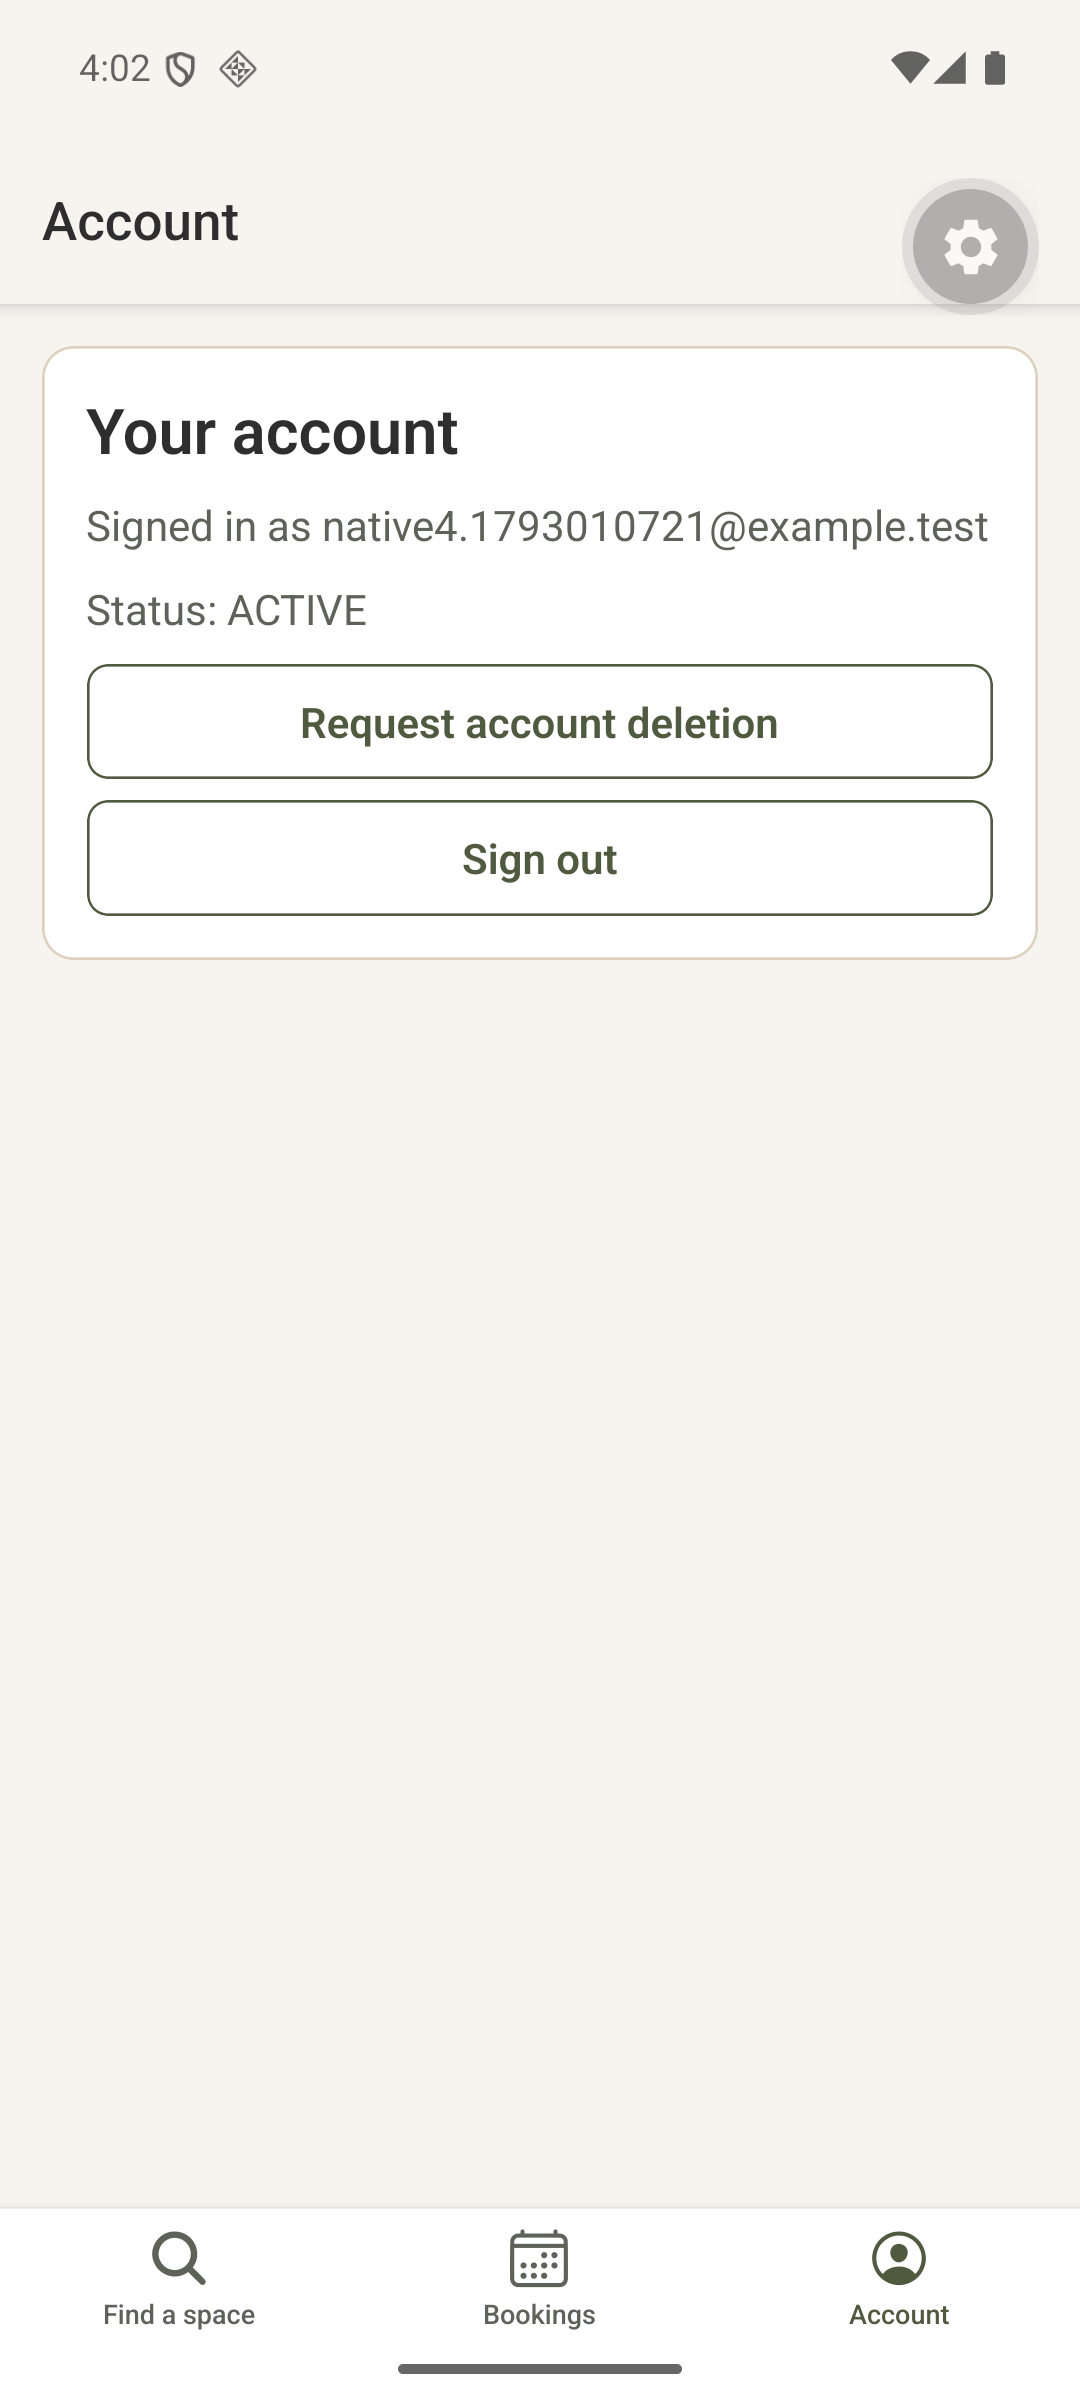 4:02
Account
Your account
Signed in as native4.1793010721@example.test
Status: ACTIVE
Request account deletion
Sign out
Find a space
Bookings
Account